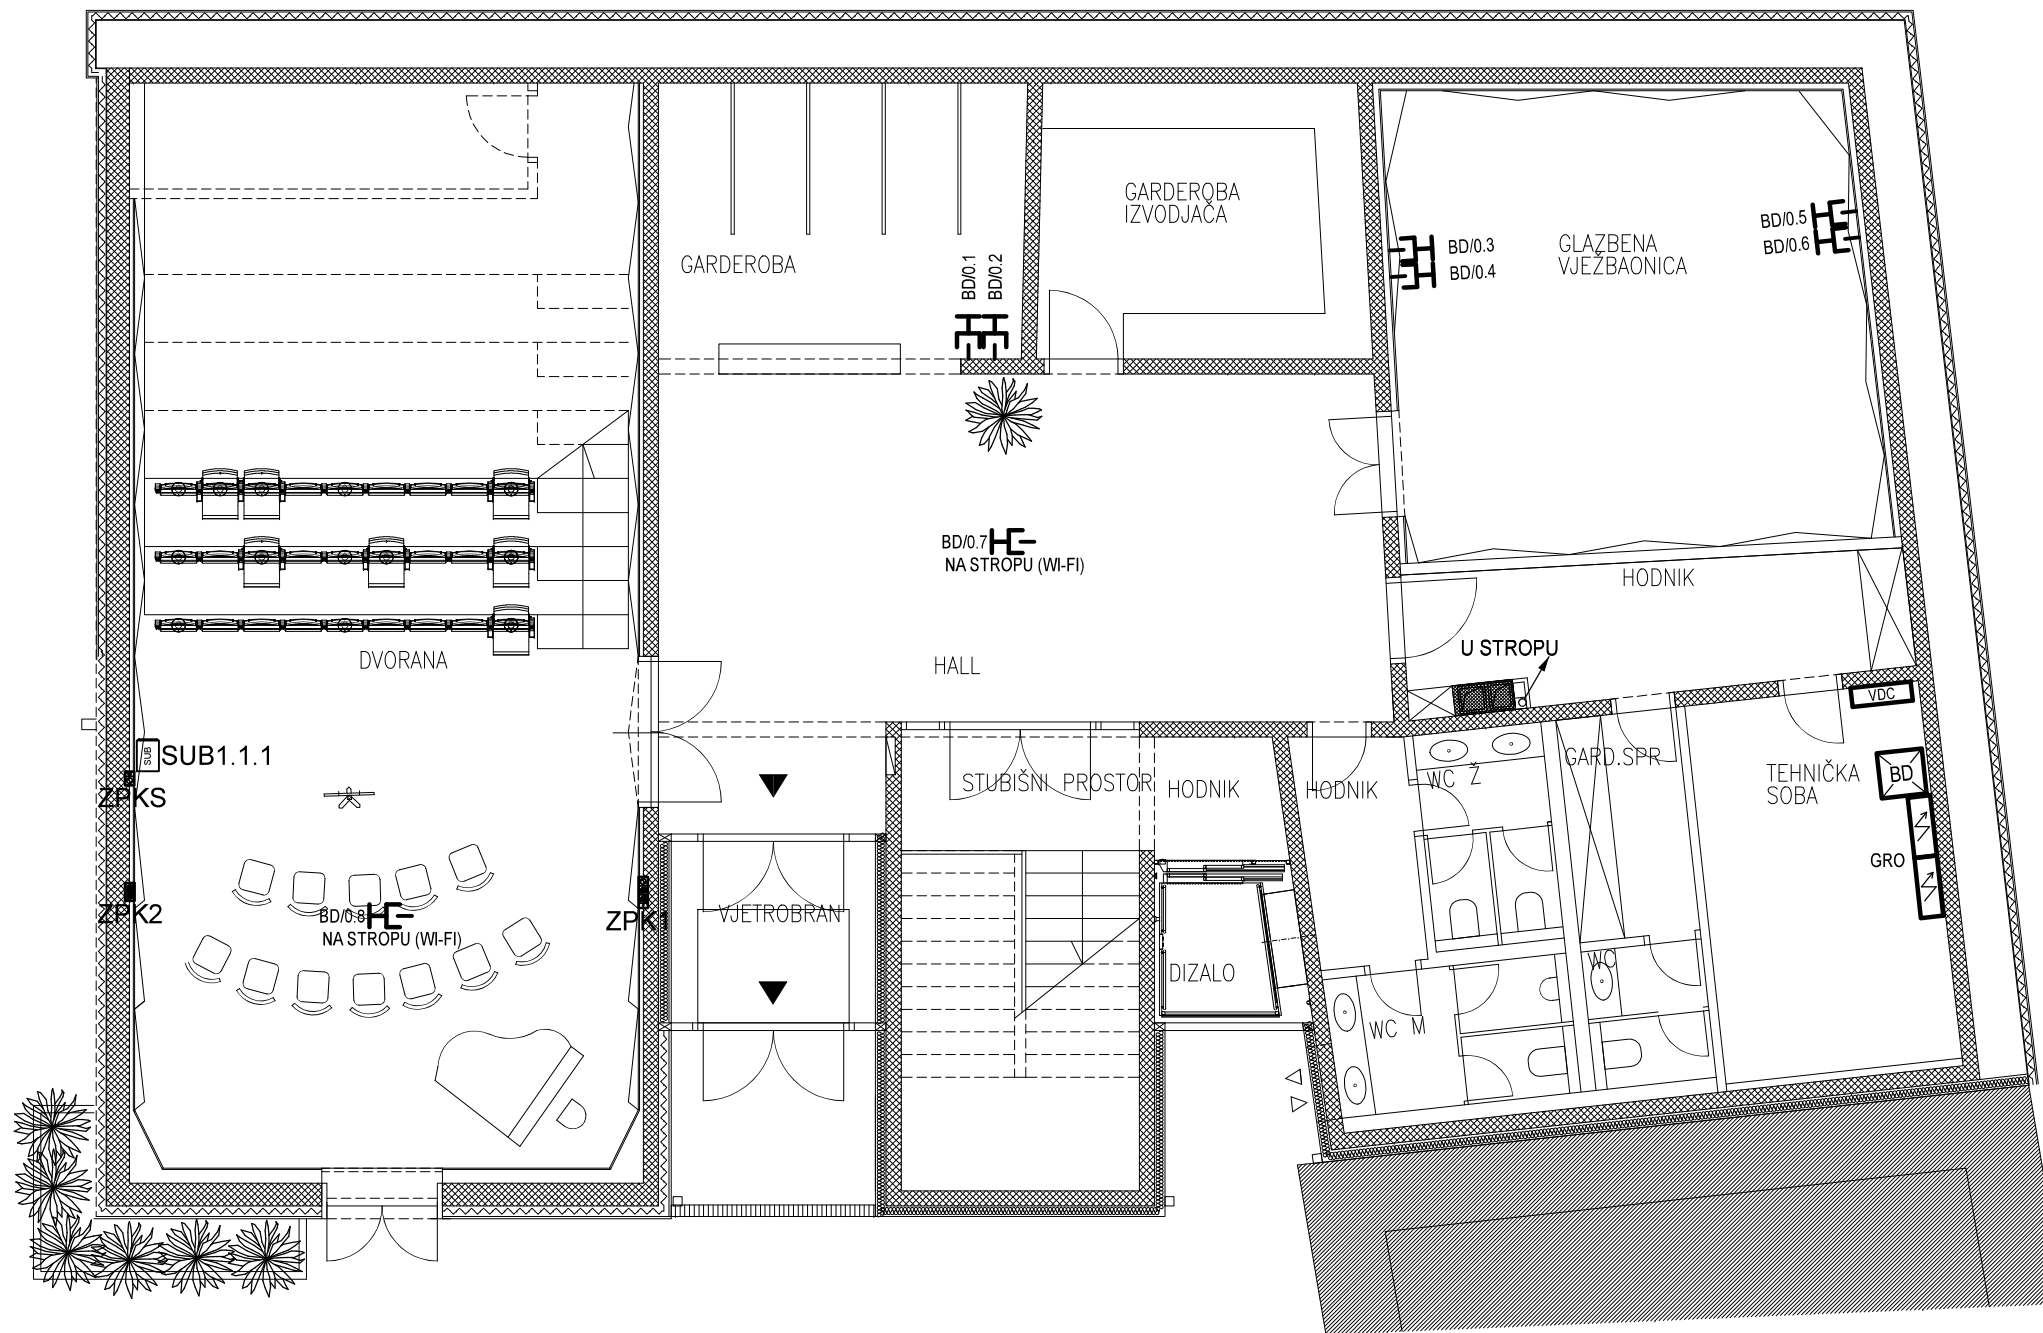 GARDEROBA
IZVODJAČA
BD/0.5
BD/0.6
BD/0.3
BD/0.4
GLAZBENA
VJEŽBAONICA
GARDEROBA
BD/0.1
BD/0.2
BD/0.7
NA STROPU (WI-FI)
HODNIK
U STROPU
DVORANA
HALL
VDC
SUB
SUB1.1.1
ZPKS
STUBIŠNI PROSTOR
HODNIK
HODNIK
WC Ž
GARD.SPR
TEHNIČKA
SOBA
BD
GRO
ZPK2
BD/0.8
NA STROPU (WI-FI)
ZPK1
VJETROBRAN
DIZALO
WC
WC M